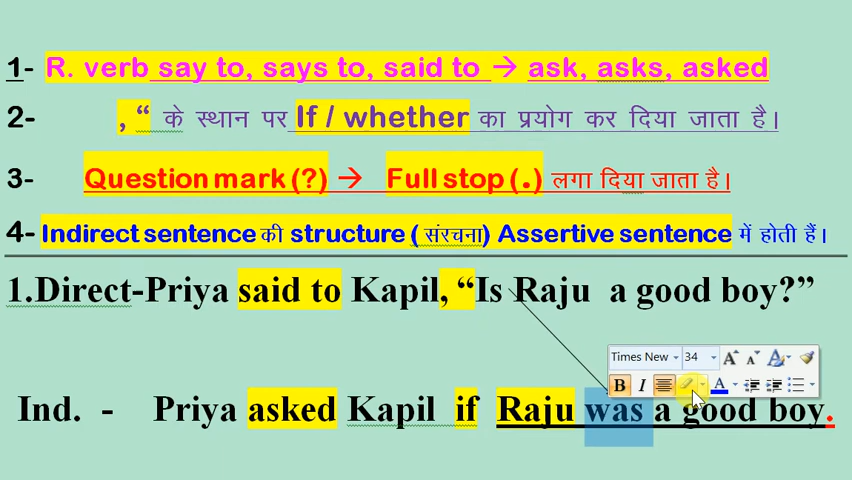 1- R. verb say to, says to, said to → ask, asks, asked
2- , “ के स्थान पर If / whether का प्रयोग कर दिया जाता है।
3- Question mark (?) → Full stop (.) लगा दिया जाता है।
4- Indirect sentence की structure ( संरचना) Assertive sentence में होती हैं।
1.Direct-Priya said to Kapil, “Is Raju a good boy?”
Times New 34
B I A
Ind. - Priya asked Kapil if Raju was a good boy.